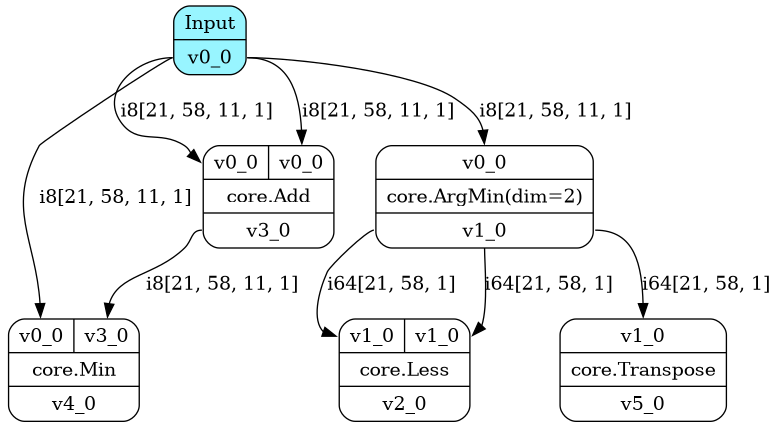 Input
v0_0
i8[21, 58, 11, 1]
i8[21, 58, 11, 1]
i8[21, 58, 11, 1]
i8[21, 58, 11, 1]
v0_0 v0_0
core.Add
v3_0
v0_0
core.ArgMin(dim=2)
v1_0
i8[21, 58, 11, 1]
i64[21, 58, 1]
i64[21, 58, 1]
i64[21, 58, 1]
v0_0 v3_0
core.Min
v4_0
v1_0 v1_0
core.Less
v2_0
v1_0
core.Transpose
v5_0